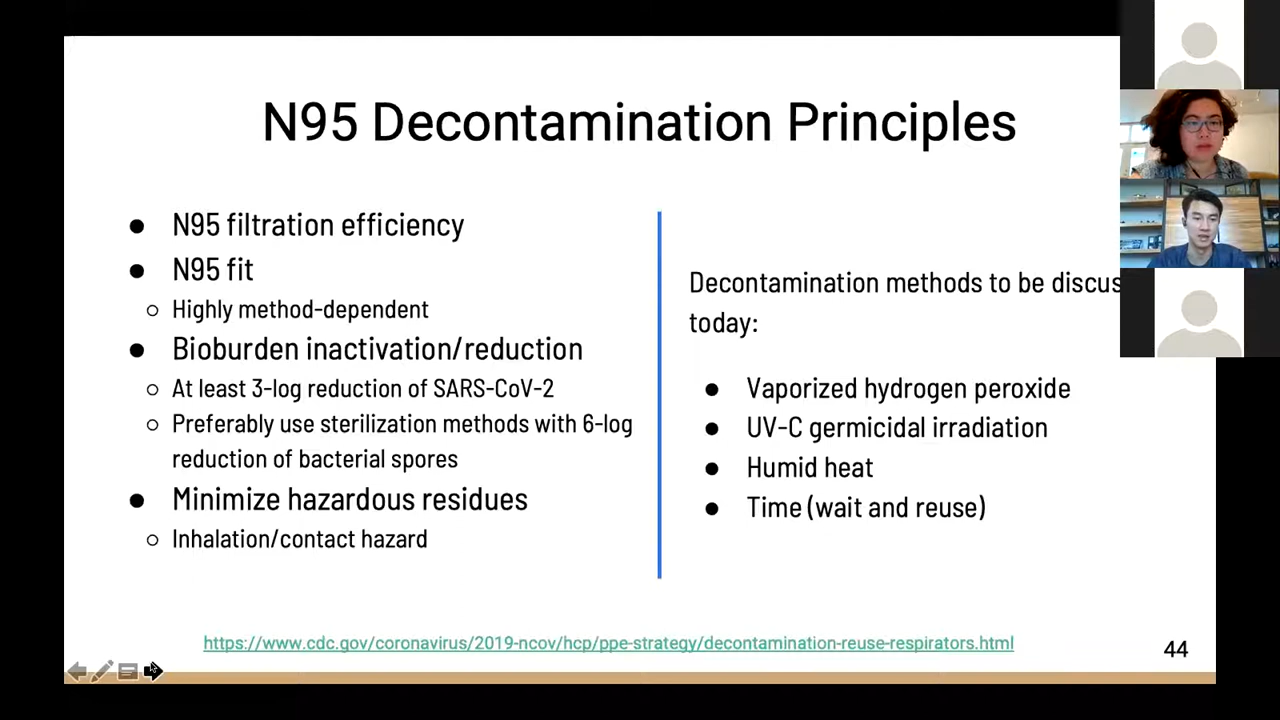 N95 Decontamination Principles
● N95 filtration efficiency
● N95 fit
○ Highly method-dependent
● Bioburden inactivation/reduction
○ At least 3-log reduction of SARS-CoV-2
○ Preferably use sterilization methods with 6-log
reduction of bacterial spores
● Minimize hazardous residues
○ Inhalation/contact hazard
Decontamination methods to be discus
today:
● Vaporized hydrogen peroxide
● UV-C germicidal irradiation
● Humid heat
● Time (wait and reuse)
https://www.cdc.gov/coronavirus/2019-ncov/hcp/ppe-strategy/decontamination-reuse-respirators.html
44